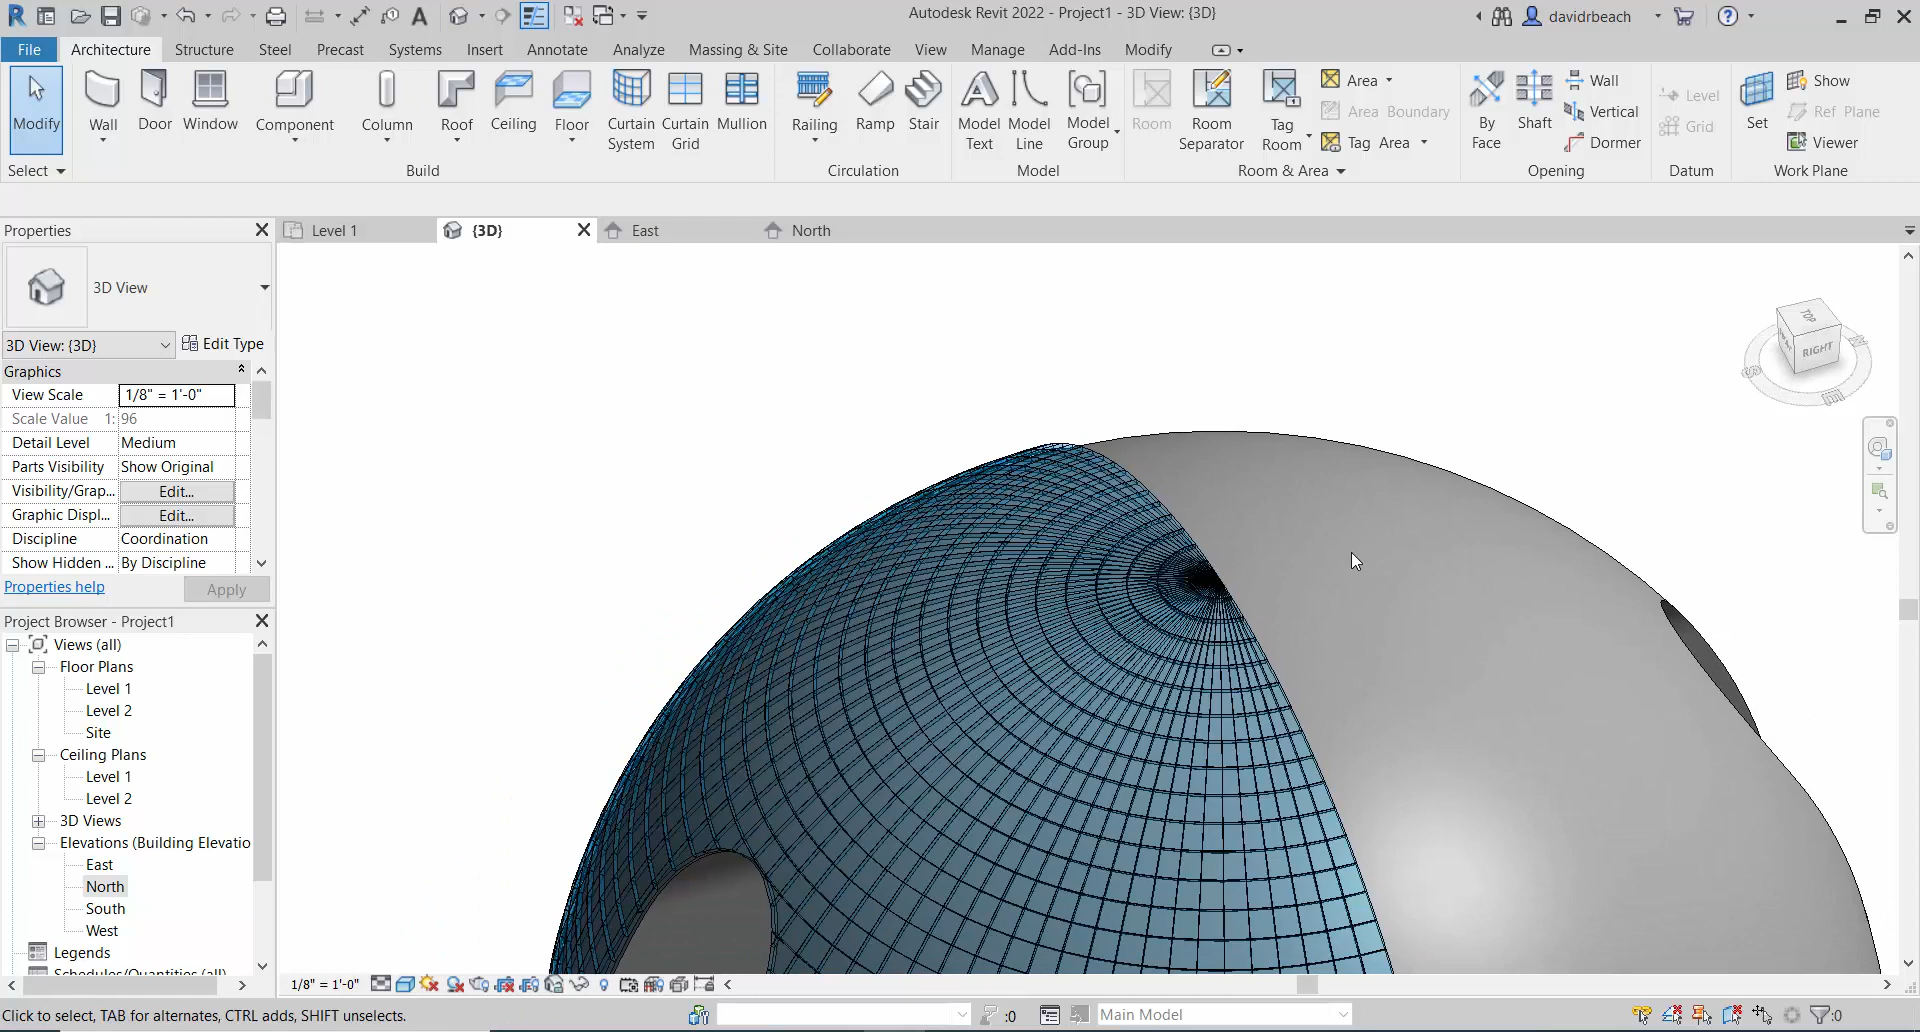 Autodesk Revit 2022 - Project1 - 3D View: {3D}
davidrbeach
File Architecture Structure Steel Precast Systems Insert Annotate Analyze Massing & Site Collaborate View Manage Add-Ins Modify
Modify
Wall
Door
Window
Component
Column
Roof
Ceiling
Floor
Curtain System
Curtain Grid
Mullion
Railing
Ramp
Stair
Model Text
Model Line
Model Group
Room
Room Separator
Tag Room
Area
Area Boundary
Tag Area
By Face
Shaft
Wall
Vertical
Dormer
Level
Grid
Set
Show
Ref Plane
Viewer
Select Build Circulation Model Room & Area Opening Datum Work Plane
Properties
Level 1 {3D} East North
3D View
3D View: {3D} Edit Type
Graphics
View Scale 1/8" = 1'-0"
Scale Value 1: 96
Detail Level Medium
Parts Visibility Show Original
Visibility/Grap... Edit...
Graphic Displ... Edit...
Discipline Coordination
Show Hidden ... By Discipline
Properties help Apply
Project Browser - Project1
Views (all)
Floor Plans
Level 1
Level 2
Site
Ceiling Plans
Level 1
Level 2
3D Views
Elevations (Building Elevatio
East
North
South
West
Legends
Schedules/Quantities (all)
TOP
RIGHT
S
E
1/8" = 1'-0"
Click to select, TAB for alternates, CTRL adds, SHIFT unselects.
:0
Main Model
:0